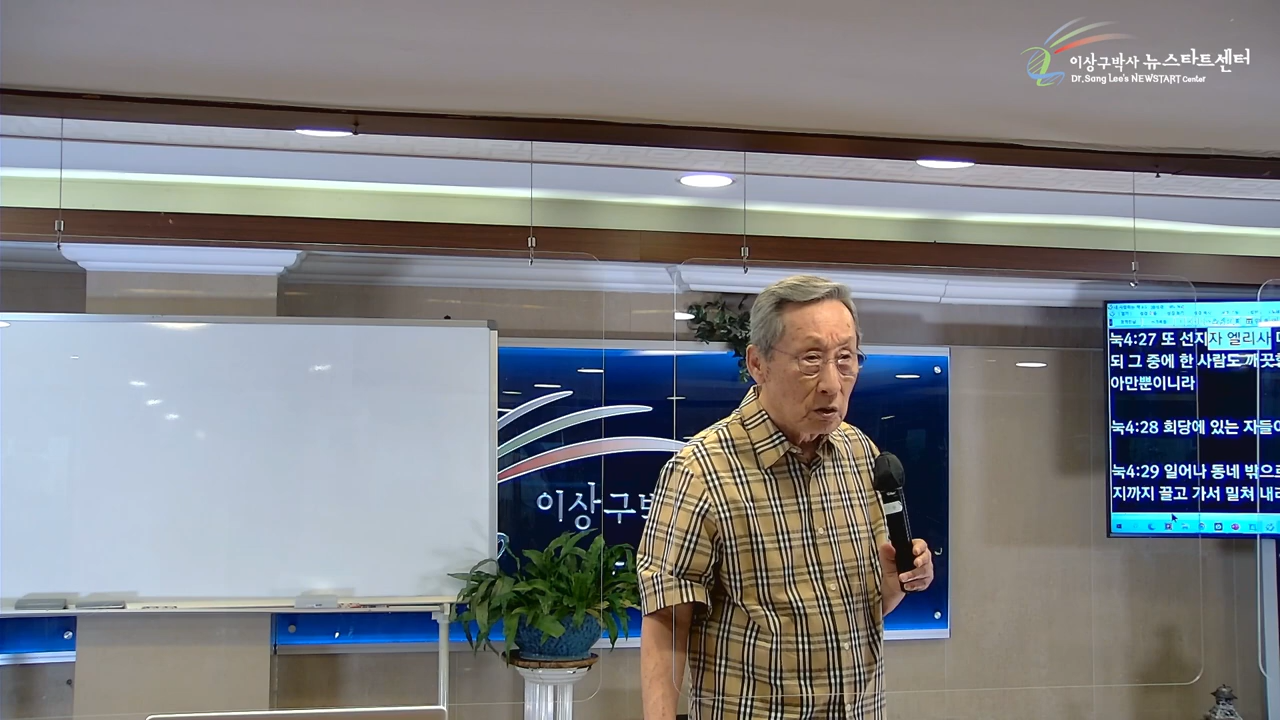 이상구박사 뉴스타트센터
Dr. Sang Lee's NEWSTART Center
눅4:27 또 선지자 엘리사
되 그 중에 한 사람도 깨끗
아만뿐이니라
눅4:28 회당에 있는 자들이
눅4:29 일어나 동네 밖으로
지까지 끌고 가서 밀쳐 내리
이상구박